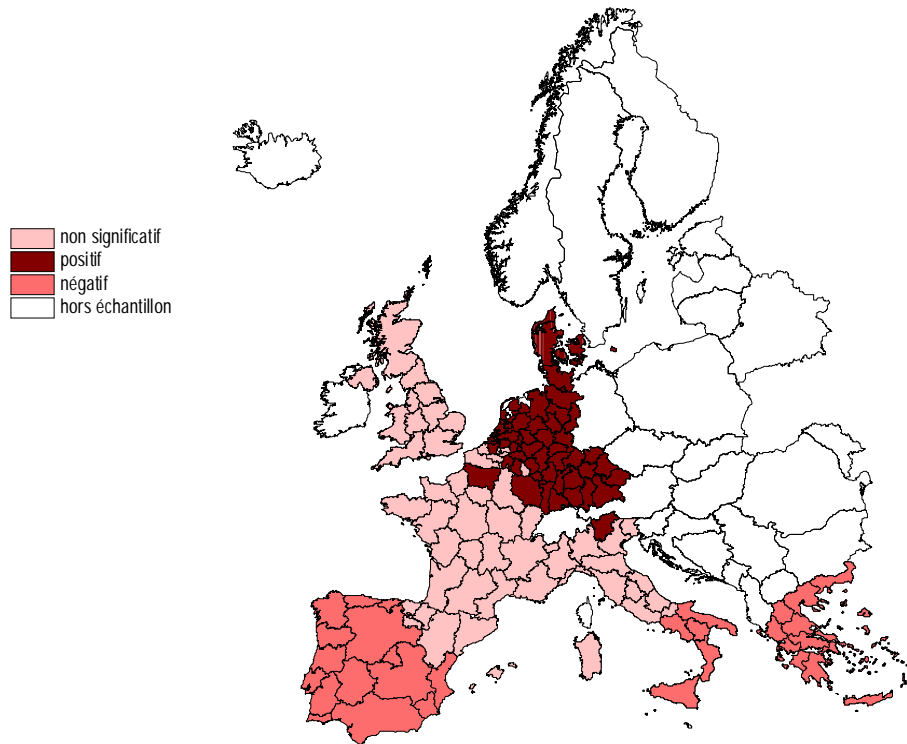 non significatif
positif
négatif
hors échantillon